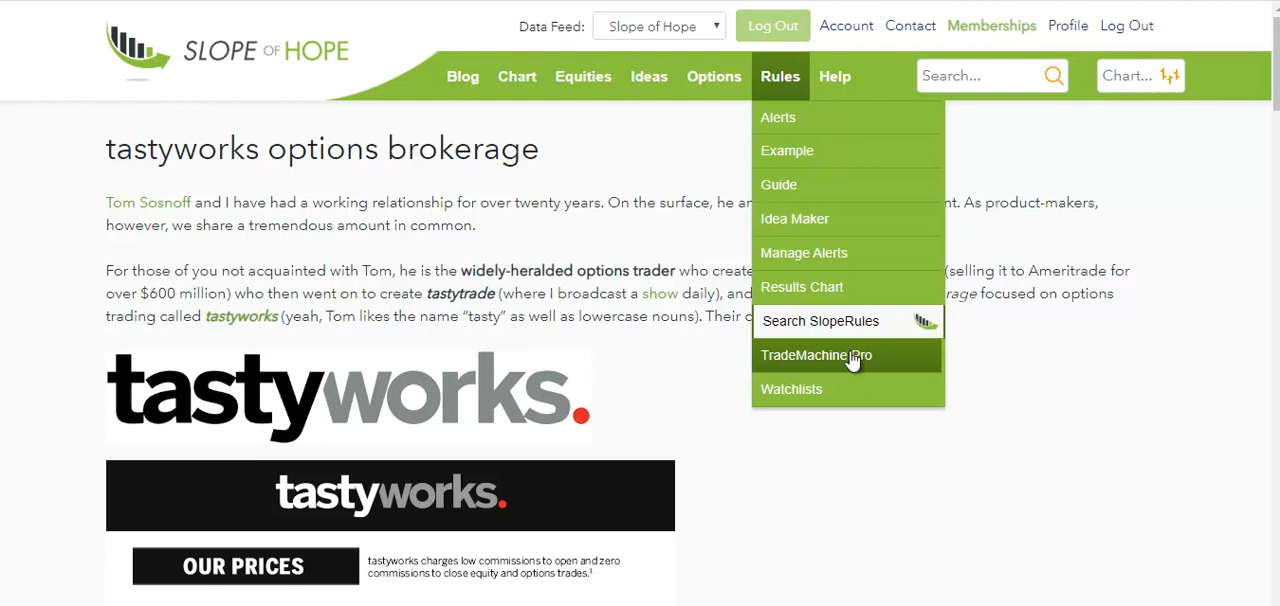 Data Feed: Slope of Hope Log Out Account Contact Memberships Profile Log Out
SLOPE OF HOPE
Blog Chart Equities Ideas Options Rules Help Search... Chart...
Alerts
Example
Guide
Idea Maker
Manage Alerts
Results Chart
Search SlopeRules
TradeMachine Pro
Watchlists
tastyworks options brokerage
Tom Sosnoff and I have had a working relationship for over twenty years. On the surface, he an nt. As product-makers,
however, we share a tremendous amount in common.
For those of you not acquainted with Tom, he is the widely-heralded options trader who create (selling it to Ameritrade for
over $600 million) who then went on to create tastytrade (where I broadcast a show daily), and rage focused on options
trading called tastyworks (yeah, Tom likes the name “tasty” as well as lowercase nouns). Their
tastyworks.
tastyworks.
OUR PRICES
tastyworks charges low commissions to open and zero
commissions to close equity and options trades.1